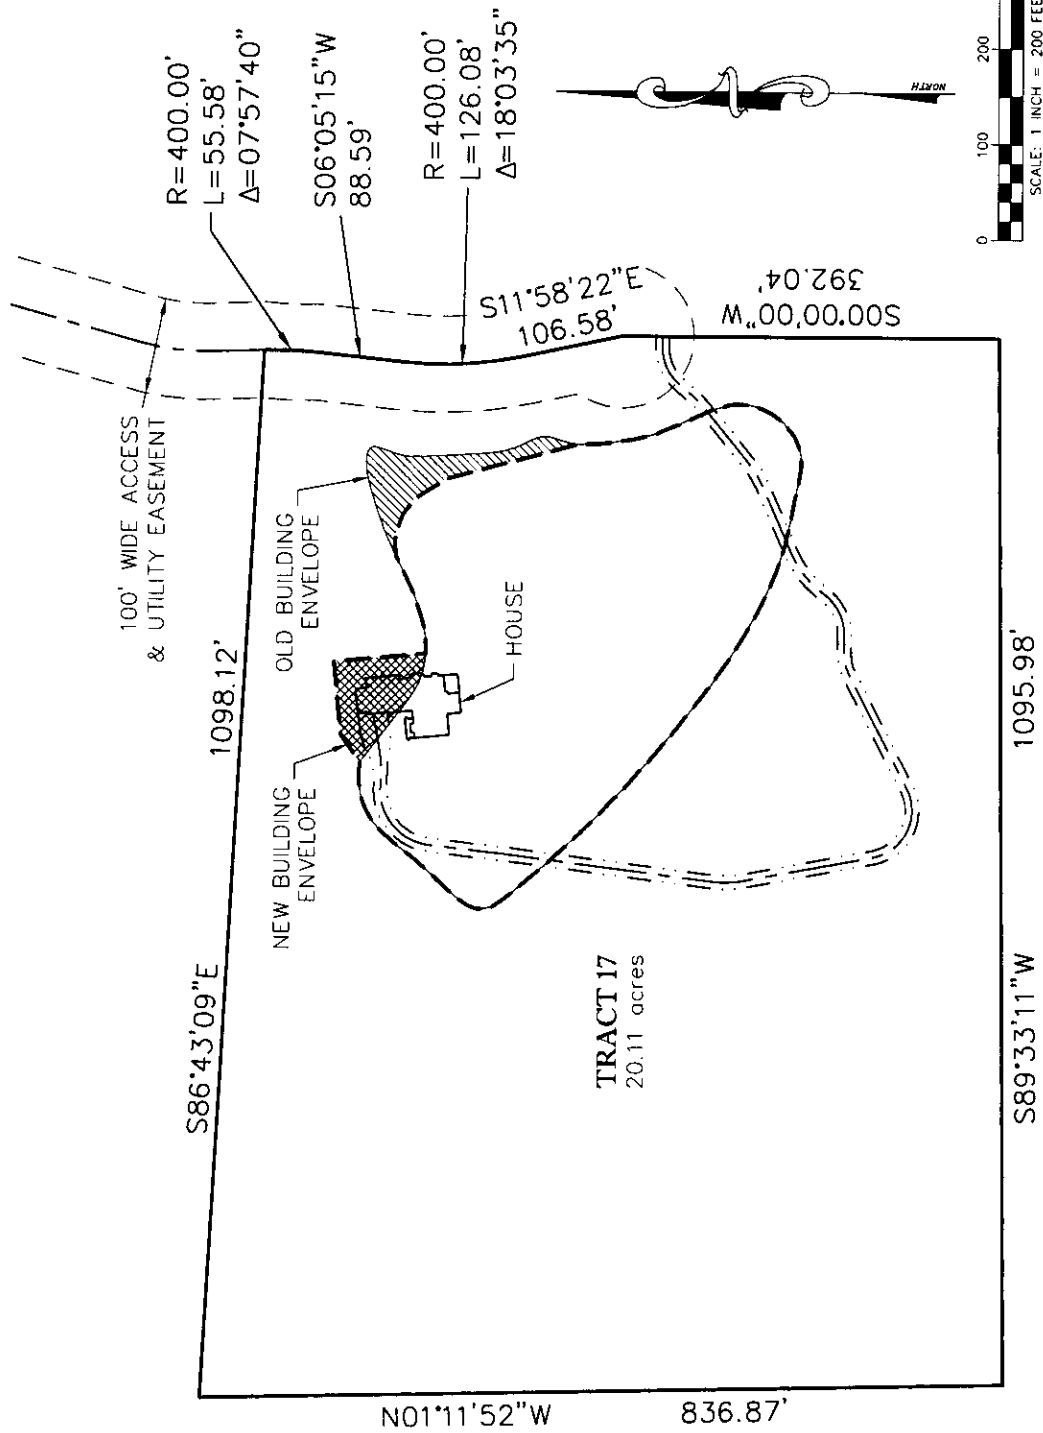 R=400.00'
L=55.58'
Δ=07°57'40"
S06°05'15"W
88.59'
R=400.00'
L=126.08'
Δ=18°03'35"
S11°58'22"E
106.58'
S00°00'00"W
392.04'
100' WIDE ACCESS
& UTILITY EASEMENT
OLD BUILDING
ENVELOPE
NEW BUILDING
ENVELOPE
HOUSE
S86°43'09"E
1098.12'
TRACT 17
20.11 acres
S89°33'11"W
1095.98'
N01°11'52"W
836.87'
NORTH
0
100
200
SCALE: 1 INCH = 200 FEE